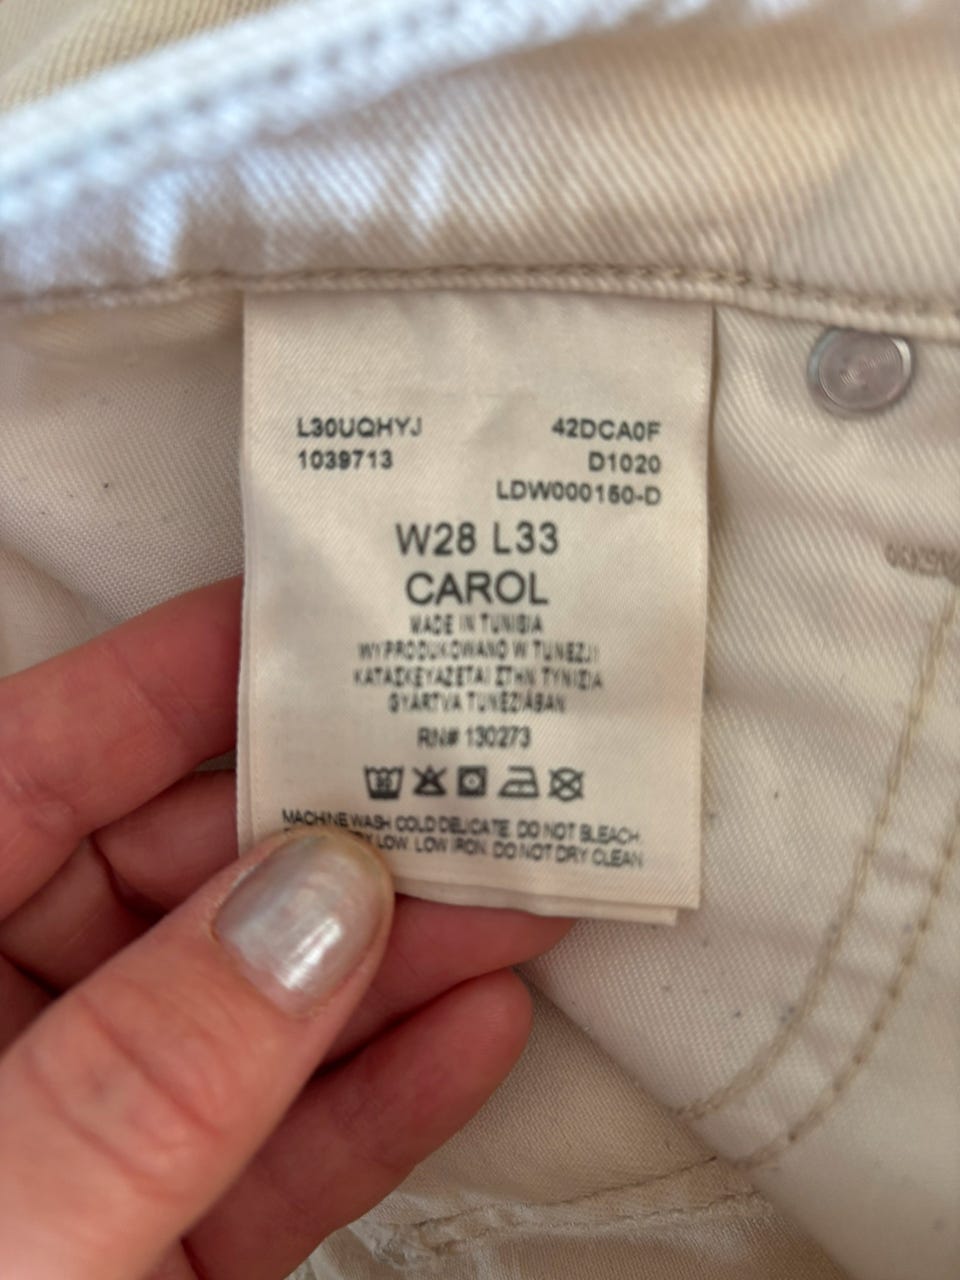 L30UQHYJ 42DCA0F
1039713 D1020
LDW000150-D
W28 L33
CAROL
MADE IN TUNISIA
WYPRODUKOWANO W TUNEZJI
ΚΑΤΑΣΚΕΥΑΖΕΤΑΙ ΣΤΗΝ ΤΥΝΙΣΙΑ
GYÁRTVA TUNÉZIÁBAN
RN# 130273
MACHINE WASH COLD DELICATE. DO NOT BLEACH.
LOW. LOW IRON. DO NOT DRY CLEAN